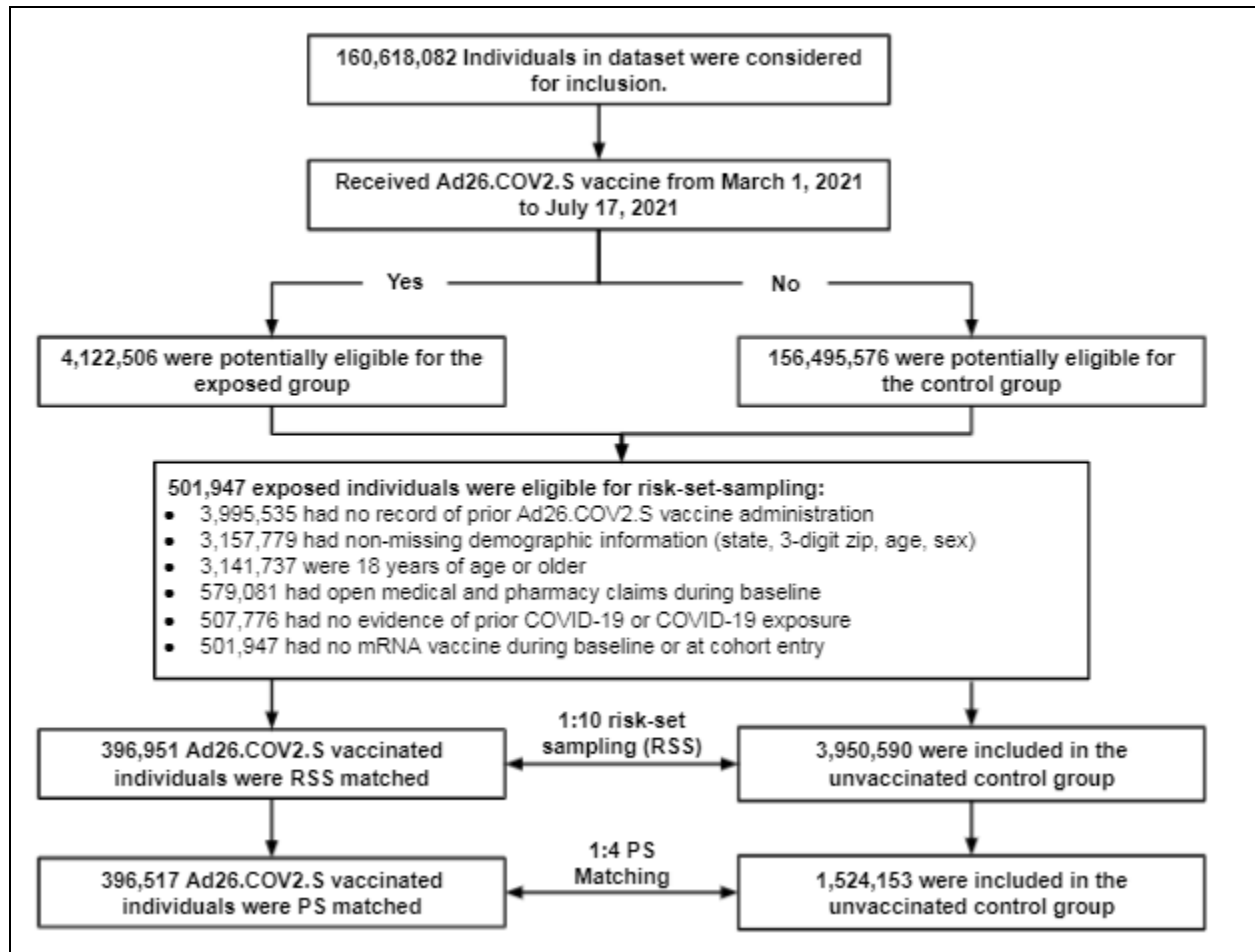 160,618,082 Individuals in dataset were considered
for inclusion.
Received Ad26.COV2.S vaccine from March 1, 2021
to July 17, 2021
Yes
No
4,122,506 were potentially eligible for the
exposed group
156,495,576 were potentially eligible for
the control group
501,947 exposed individuals were eligible for risk-set-sampling:
• 3,995,535 had no record of prior Ad26.COV2.S vaccine administration
• 3,157,779 had non-missing demographic information (state, 3-digit zip, age, sex)
• 3,141,737 were 18 years of age or older
• 579,081 had open medical and pharmacy claims during baseline
• 507,776 had no evidence of prior COVID-19 or COVID-19 exposure
• 501,947 had no mRNA vaccine during baseline or at cohort entry
396,951 Ad26.COV2.S vaccinated
individuals were RSS matched
1:10 risk-set
sampling (RSS)
3,950,590 were included in the
unvaccinated control group
396,517 Ad26.COV2.S vaccinated
individuals were PS matched
1:4 PS
Matching
1,524,153 were included in the
unvaccinated control group